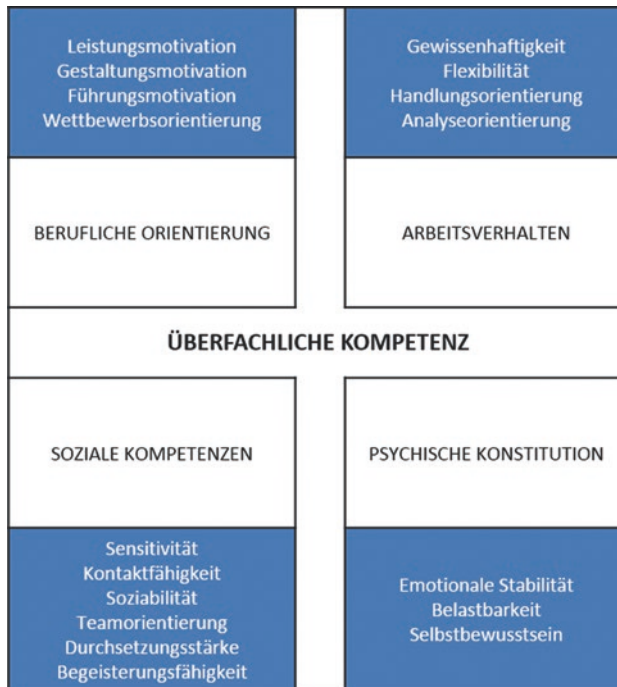 Leistungsmotivation
Gestaltungsmotivation
Führungsmotivation
Wettbewerbsorientierung
Gewissenhaftigkeit
Flexibilität
Handlungsorientierung
Analyseorientierung
BERUFLICHE ORIENTIERUNG
ARBEITSVERHALTEN
ÜBERFACHLICHE KOMPETENZ
SOZIALE KOMPETENZEN
PSYCHISCHE KONSTITUTION
Sensitivität
Kontaktfähigkeit
Soziabilität
Teamorientierung
Durchsetzungsstärke
Begeisterungsfähigkeit
Emotionale Stabilität
Belastbarkeit
Selbstbewusstsein